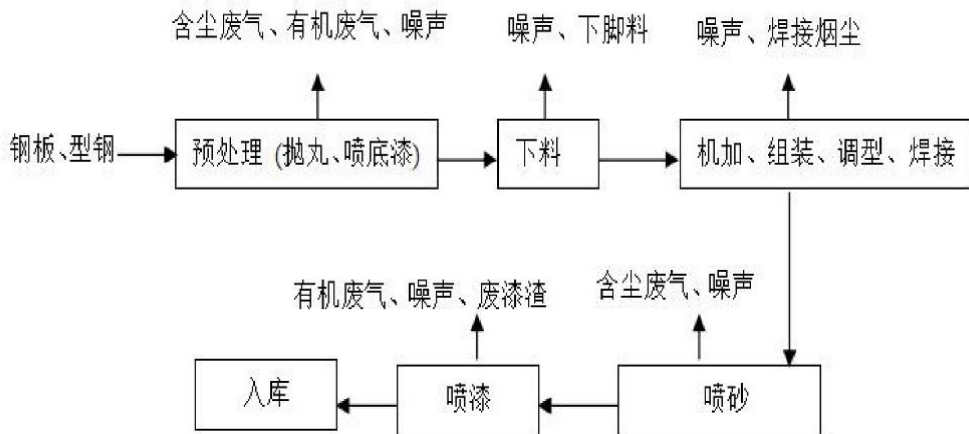 含尘废气、有机废气、噪声
噪声、下脚料
噪声、焊接烟尘
钢板、型钢
预处理 (抛丸、喷底漆)
下料
机加、组装、调型、焊接
有机废气、噪声、废漆渣
含尘废气、噪声
入库
喷漆
喷砂